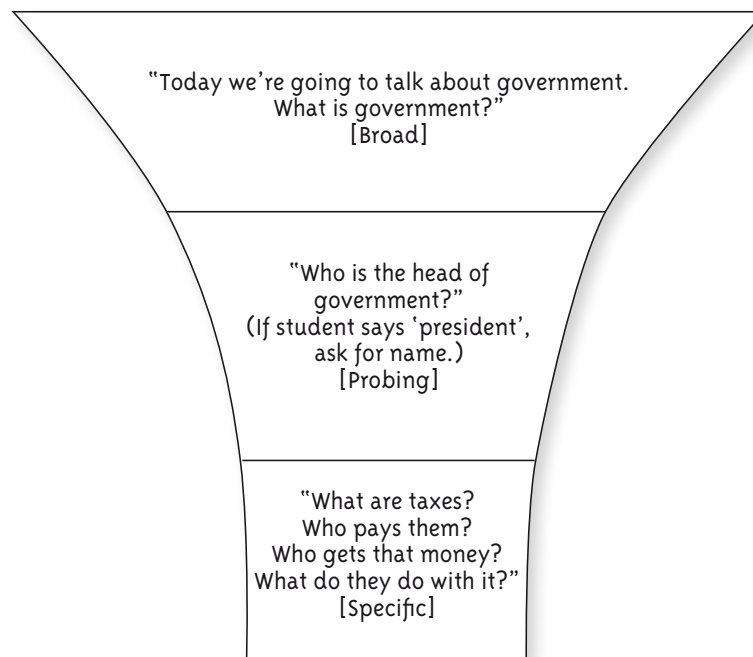 “Today we’re going to talk about government.
What is government?”
[Broad]
“Who is the head of
government?”
(If student says ‘president’,
ask for name.)
[Probing]
“What are taxes?
Who pays them?
Who gets that money?
What do they do with it?”
[Specific]